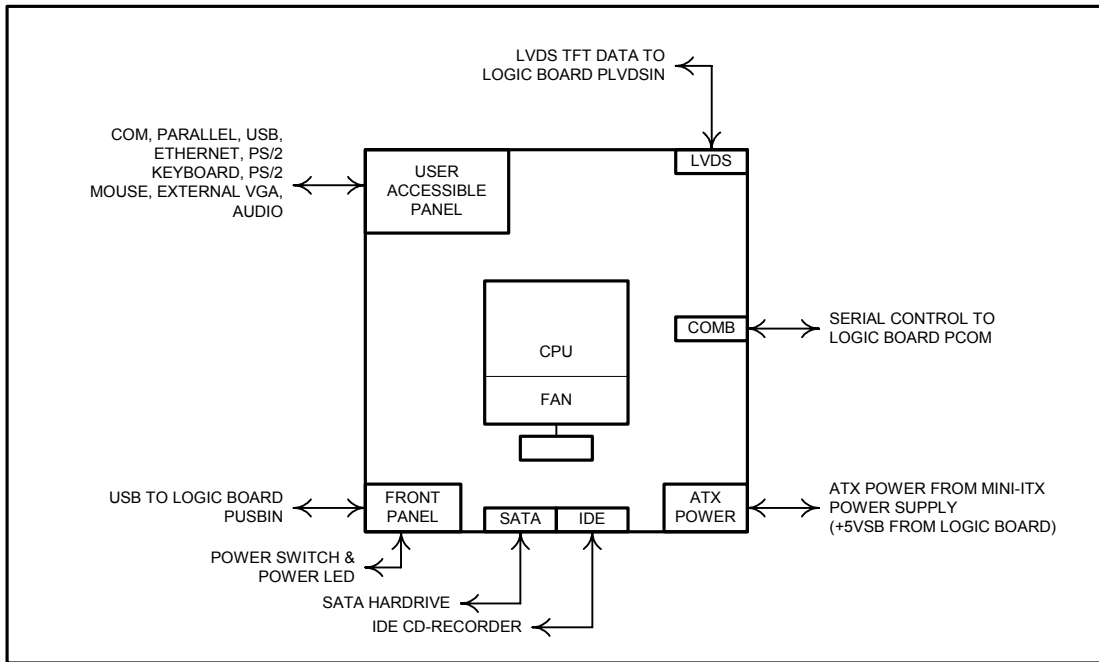 LVDS TFT DATA TO
LOGIC BOARD PLVDSIN
COM, PARALLEL, USB,
ETHERNET, PS/2
KEYBOARD, PS/2
MOUSE, EXTERNAL VGA,
AUDIO
USER
ACCESSIBLE
PANEL
LVDS
COMB
SERIAL CONTROL TO
LOGIC BOARD PCOM
CPU
FAN
USB TO LOGIC BOARD
PUSBIN
FRONT
PANEL
SATA
IDE
ATX
POWER
ATX POWER FROM MINI-ITX
POWER SUPPLY
(+5VSB FROM LOGIC BOARD)
POWER SWITCH &
POWER LED
SATA HARDRIVE
IDE CD-RECORDER